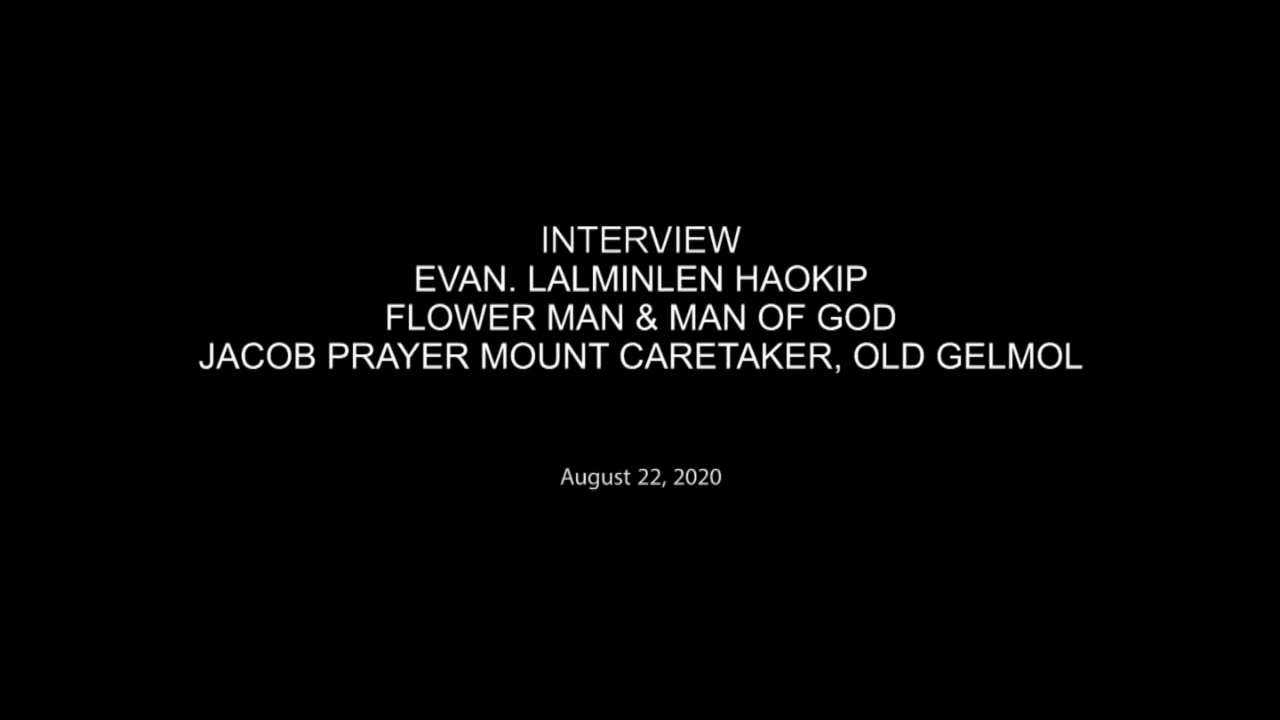 INTERVIEW
EVAN. LALMINLEN HAOKIP
FLOWER MAN & MAN OF GOD
JACOB PRAYER MOUNT CARETAKER, OLD GELMOL
August 22, 2020